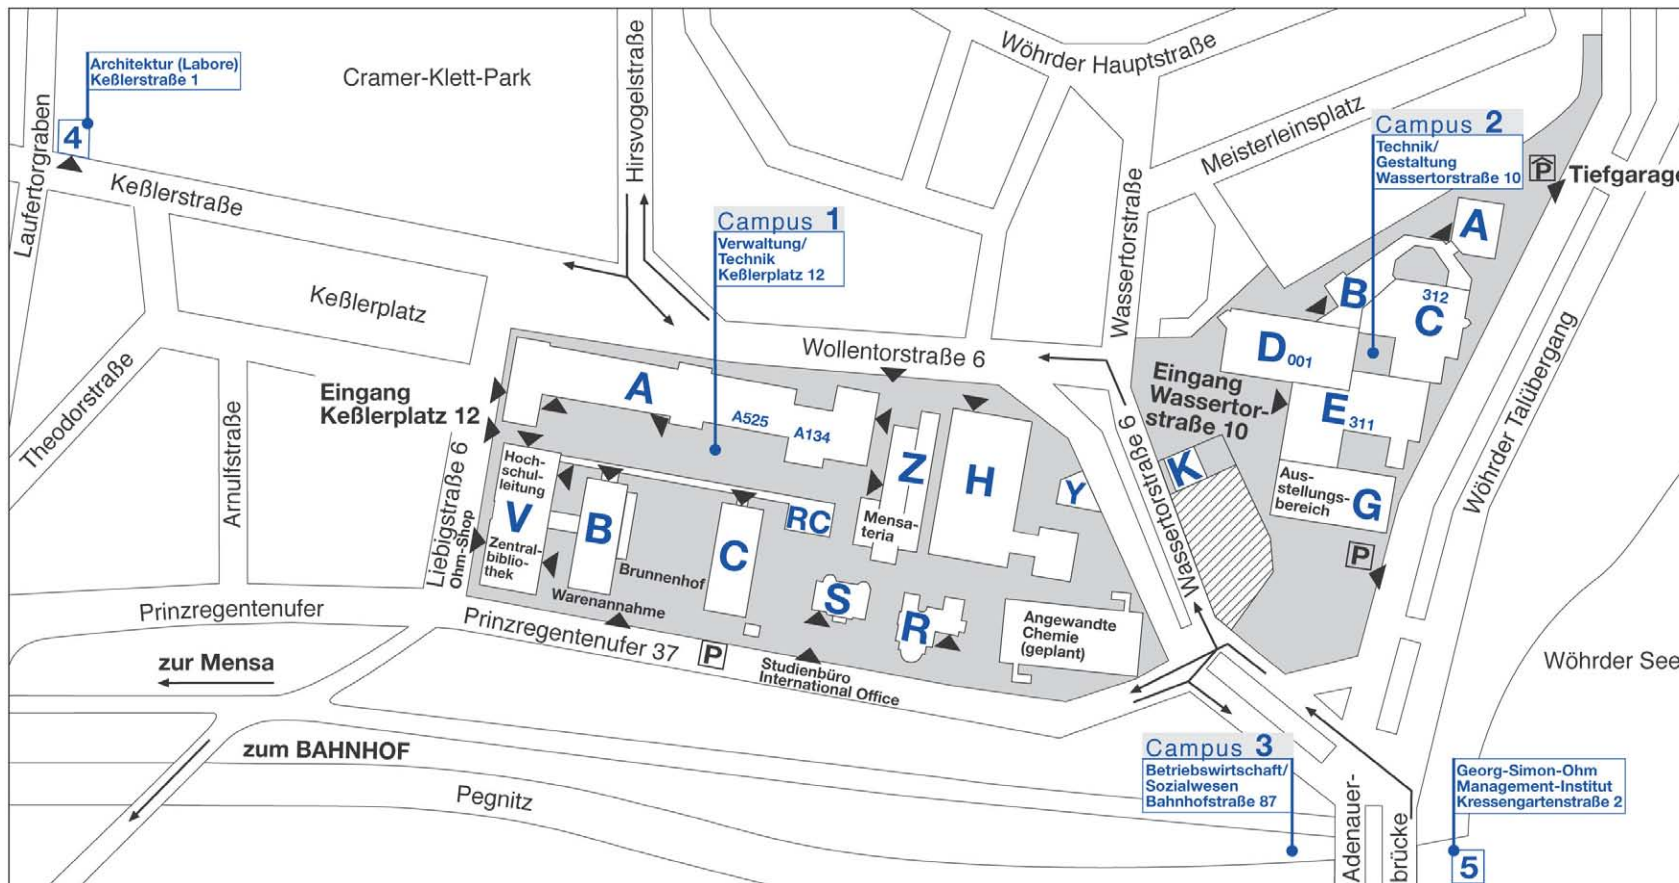 Architektur (Labore)
Keßlerstraße 1
4
Laufertorgraben
Keßlerstraße
Cramer-Klett-Park
Hirsvogelstraße
Wöhrder Hauptstraße
Meisterleinsplatz
Wassertorstraße
Campus 2
Technik/
Gestaltung
Wassertorstraße 10
P
Tiefgarage
Campus 1
Verwaltung/
Technik
Keßlerplatz 12
Keßlerplatz
Theodorstraße
Arnulfstraße
Wollentorstraße 6
Eingang
Keßlerplatz 12
Liebigstraße 6
Ohm-Shop
A
A525
A134
Hoch-
schul-
leitung
V
Zentral-
biblio-
thek
B
Brunnenhof
C
RC
Z
Mensa-
teria
H
Y
S
R
Angewandte
Chemie
(geplant)
Warenannahme
Studienbüro
International Office
Wassertorstraße 6
Eingang
Wassertor-
straße 10
K
A
B
312
C
D 001
E 311
Aus-
stellungs-
bereich
G
P
Wöhrder Talübergang
Wöhrder See
Prinzregentenufer
Prinzregentenufer 37
P
zur Mensa
zum BAHNHOF
Pegnitz
Campus 3
Betriebswirtschaft/
Sozialwesen
Bahnhofstraße 87
Adenauer-
brücke
Georg-Simon-Ohm
Management-Institut
Kressengartenstraße 2
5